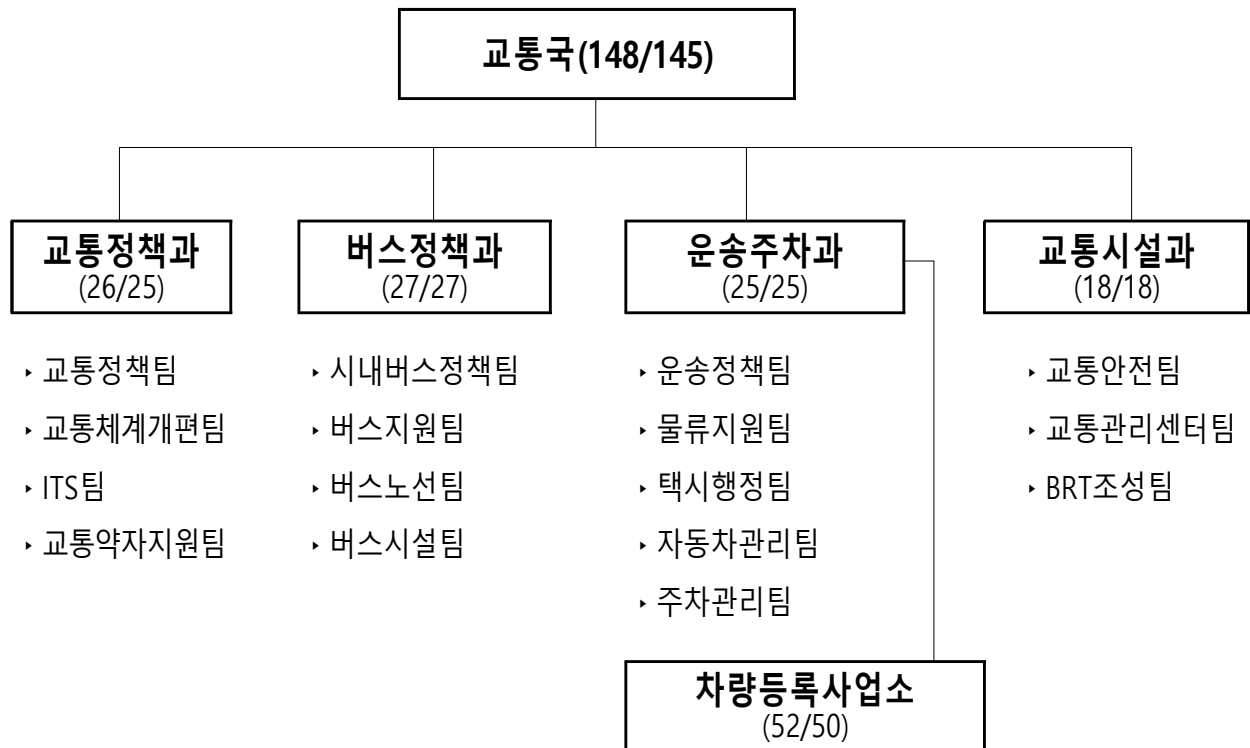 교통국(148/145)
교통정책과
(26/25)
‣ 교통정책팀
‣ 교통체계개편팀
‣ ITS팀
‣ 교통약자지원팀
버스정책과
(27/27)
‣ 시내버스정책팀
‣ 버스지원팀
‣ 버스노선팀
‣ 버스시설팀
운송주차과
(25/25)
‣ 운송정책팀
‣ 물류지원팀
‣ 택시행정팀
‣ 자동차관리팀
‣ 주차관리팀
차량등록사업소
(52/50)
교통시설과
(18/18)
‣ 교통안전팀
‣ 교통관리센터팀
‣ BRT조성팀